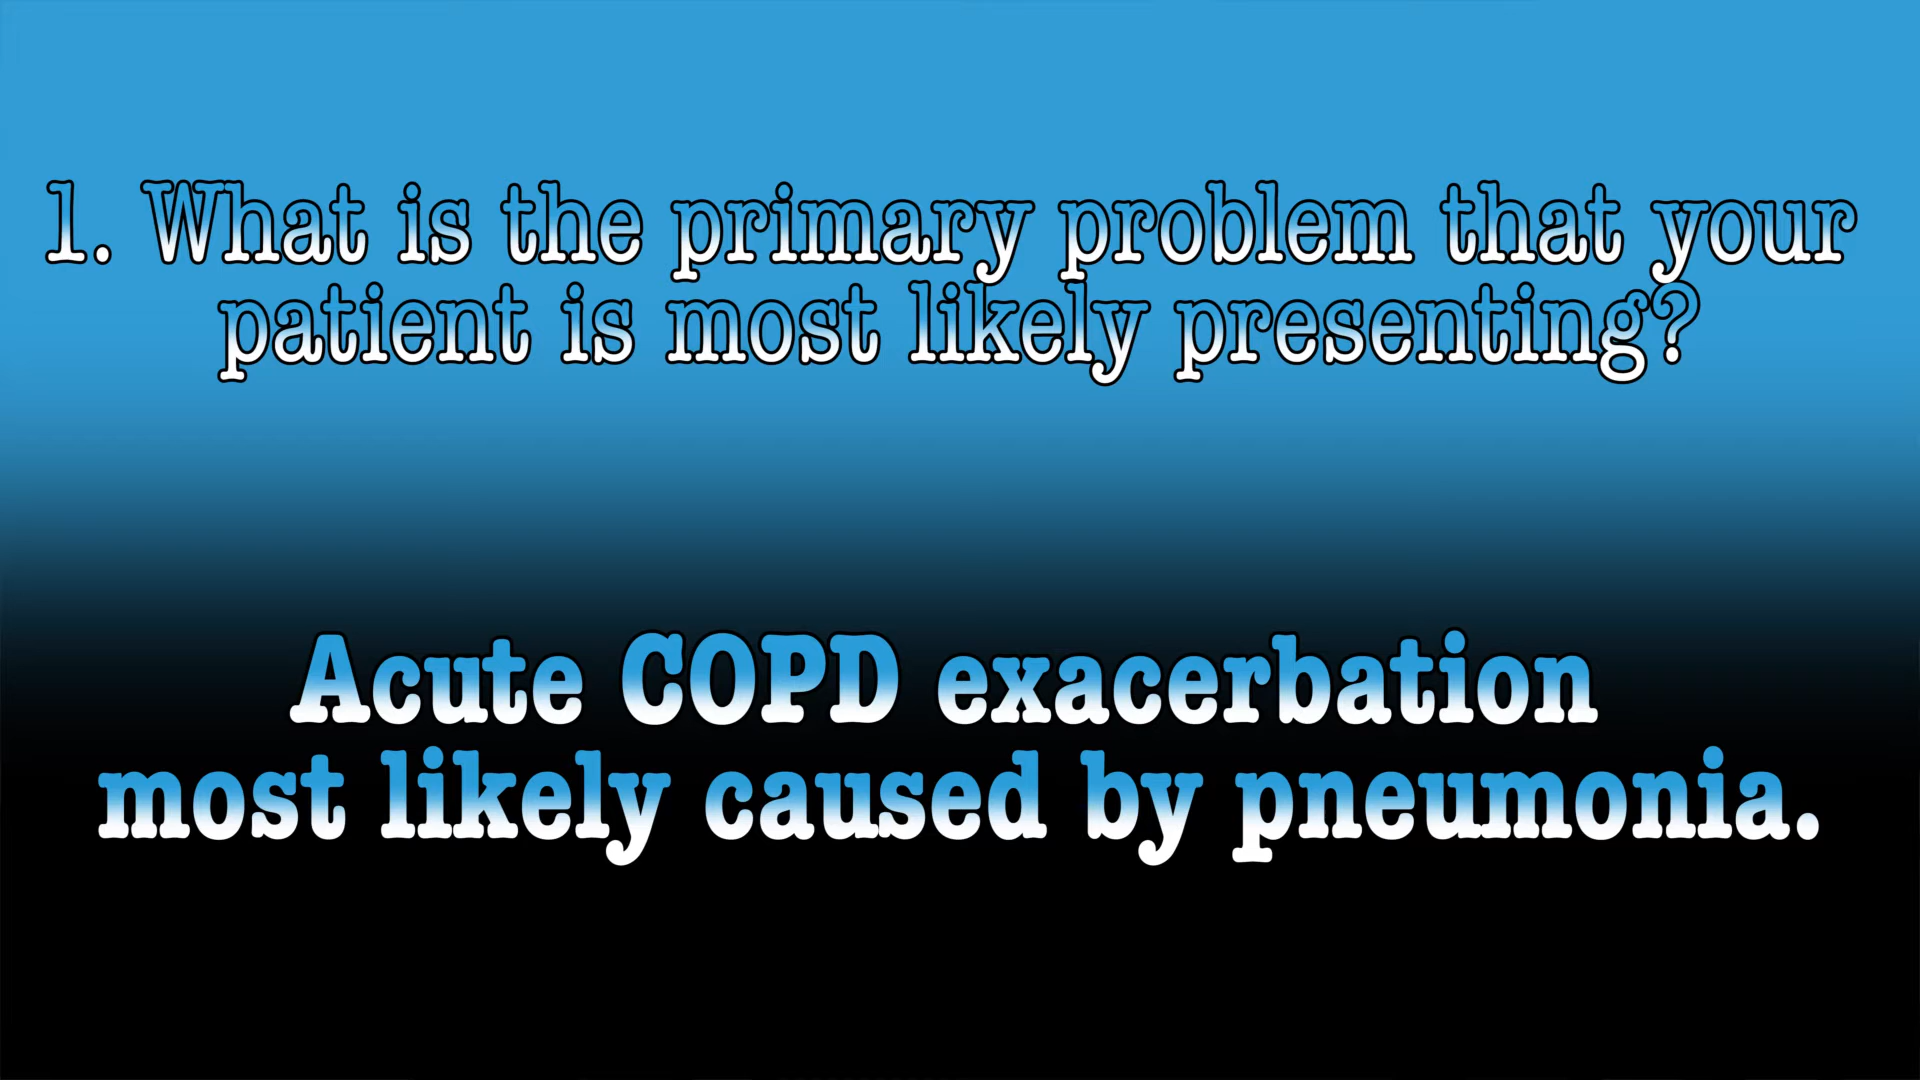 1. What is the primary problem that your
patient is most likely presenting?
Acute COPD exacerbation
most likely caused by pneumonia.